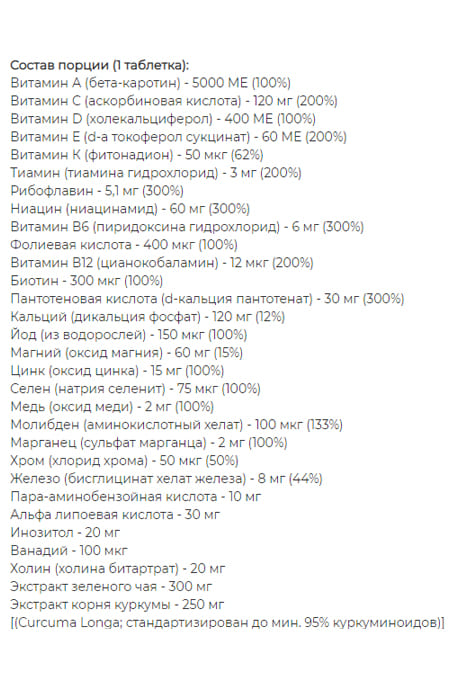 Состав порции (1 таблетка):
Витамин А (бета-каротин) - 5000 МЕ (100%)
Витамин С (аскорбиновая кислота) - 120 мг (200%)
Витамин D (холекальциферол) - 400 МЕ (100%)
Витамин Е (d-а токоферол сукцинат) - 60 МЕ (200%)
Витамин К (фитонадион) - 50 мкг (62%)
Тиамин (тиамина гидрохлорид) - 3 мг (200%)
Рибофлавин - 5,1 мг (300%)
Ниацин (ниацинамид) - 60 мг (300%)
Витамин В6 (пиридоксина гидрохлорид) - 6 мг (300%)
Фолиевая кислота - 400 мкг (100%)
Витамин В12 (цианокобаламин) - 12 мкг (200%)
Биотин - 300 мкг (100%)
Пантотеновая кислота (d-кальция пантотенат) - 30 мг (300%)
Кальций (дикальция фосфат) - 120 мг (12%)
Йод (из водорослей) - 150 мкг (100%)
Магний (оксид магния) - 60 мг (15%)
Цинк (оксид цинка) - 15 мг (100%)
Селен (натрия селенит) - 75 мкг (100%)
Медь (оксид меди) - 2 мг (100%)
Молибден (аминокислотный хелат) - 100 мкг (133%)
Марганец (сульфат марганца) - 2 мг (100%)
Хром (хлорид хрома) - 50 мкг (50%)
Железо (бисглицинат хелат железа) - 8 мг (44%)
Пара-аминобензойная кислота - 10 мг
Альфа липоевая кислота - 30 мг
Инозитол - 20 мг
Ванадий - 100 мкг
Холин (холина битартрат) - 20 мг
Экстракт зеленого чая - 300 мг
Экстракт корня куркумы - 250 мг
[(Curcuma Longa; стандартизирован до мин. 95% куркуминоидов)]